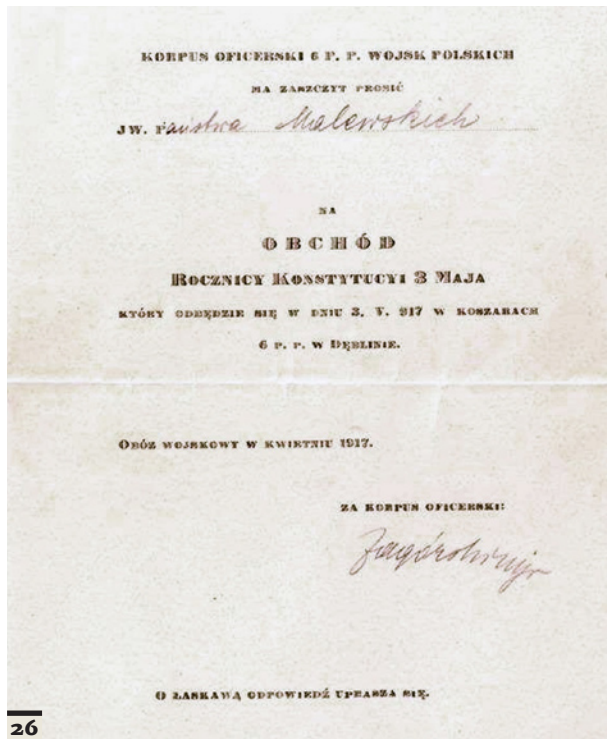 KORPUS OFICERSKI 6 P. P. WOJSK POLSKICH
MA ZASZCZYT PROSIĆ
JW. Państwa Malewskich
NA
OBCHÓD
ROCZNICY KONSTYTUCYI 3 MAJA
KTÓRY ODBĘDZIE SIĘ W DNIU 3. V. 917 W KOSZARACH
6 P. P. W DĘBLINIE.
OBÓZ WOJSKOWY W KWIETNIU 1917.
ZA KORPUS OFICERSKI:
Zagórski mjr
O ŁASKAWĄ ODPOWIEDŹ UPRASZA SIĘ.
26